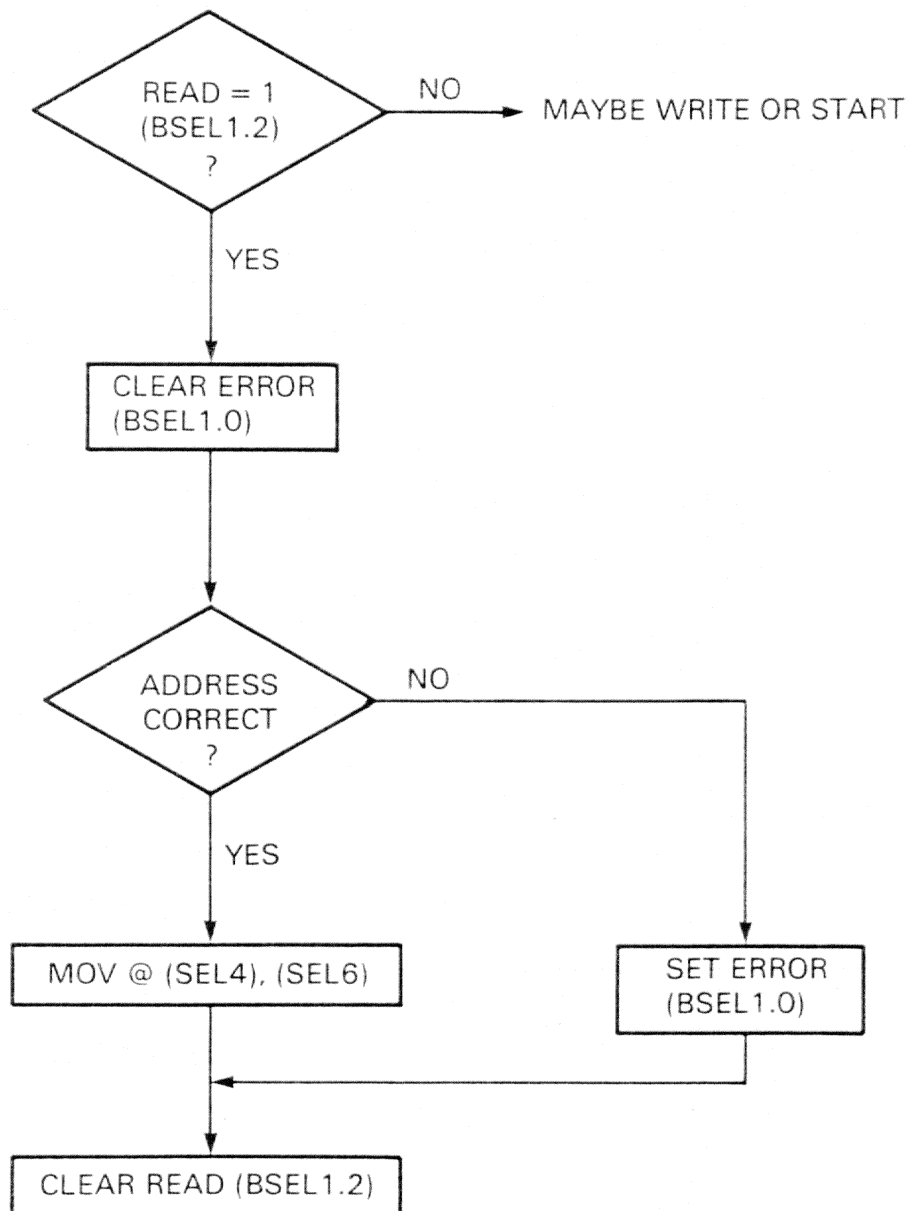 READ = 1
(BSEL1.2)
?
NO
MAYBE WRITE OR START
YES
CLEAR ERROR
(BSEL1.0)
ADDRESS
CORRECT
?
NO
YES
MOV @ (SEL4), (SEL6)
SET ERROR
(BSEL1.0)
CLEAR READ (BSEL1.2)